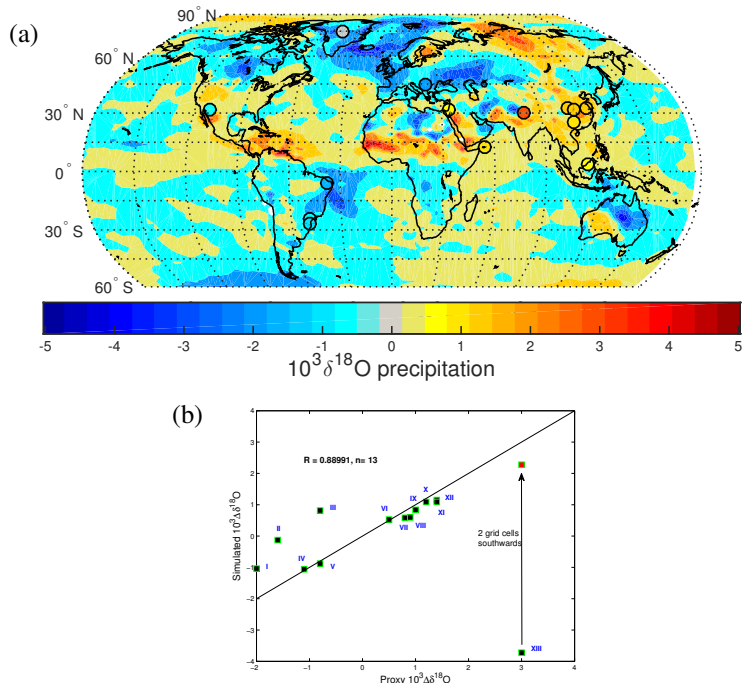 (a)
90° N
60° N
30° N
0°
30° S
60° S
-5 -4 -3 -2 -1 0 1 2 3 4 5
10³δ¹⁸O precipitation
(b)
4
3
2
1
0
-1
-2
-3
-4
Simulated 10³Δδ¹⁸O
R = 0.88991, n= 13
I
II
III
IV
V
VI
VII
VIII
IX
X
XI
XII
2 grid cells
southwards
XIII
-2 -1 0 1 2 3 4
Proxy 10³Δδ¹⁸O